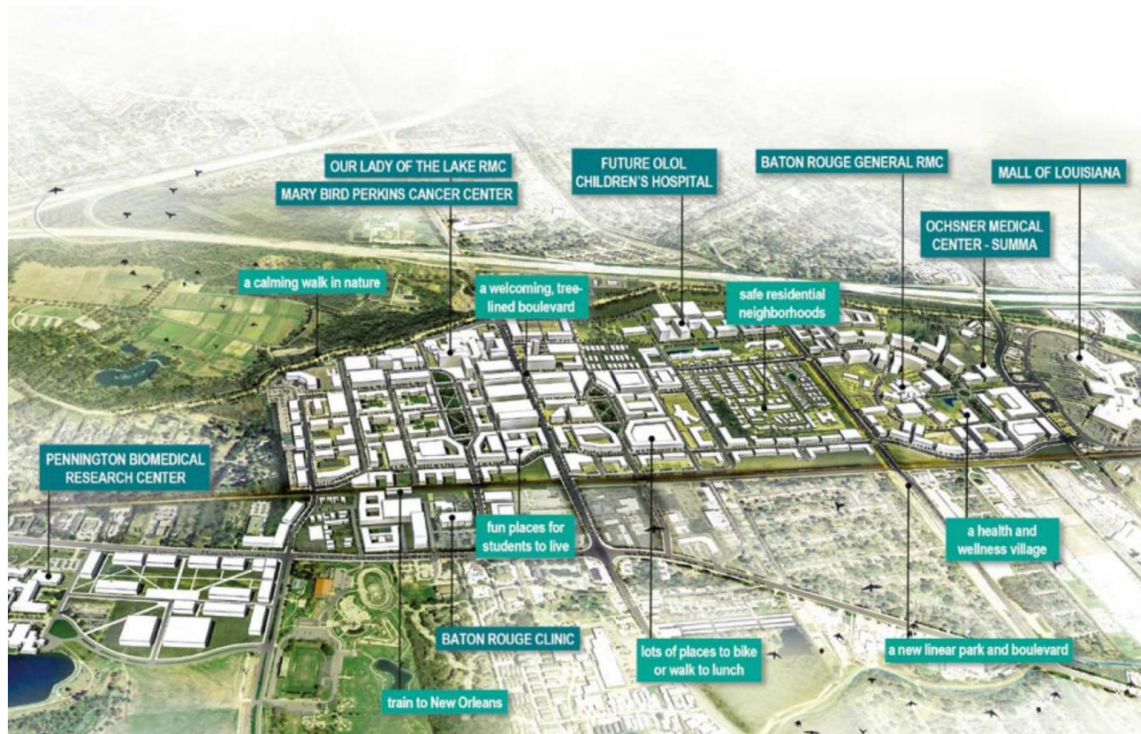 OUR LADY OF THE LAKE RMC
MARY BIRD PERKINS CANCER CENTER
FUTURE OLOL
CHILDREN'S HOSPITAL
BATON ROUGE GENERAL RMC
MALL OF LOUISIANA
OCHSNER MEDICAL
CENTER - SUMMA
a calming walk in nature
a welcoming, tree-
lined boulevard
safe residential
neighborhoods
PENNINGTON BIOMEDICAL
RESEARCH CENTER
fun places for
students to live
a health and
wellness village
BATON ROUGE CLINIC
lots of places to bike
or walk to lunch
a new linear park and boulevard
train to New Orleans